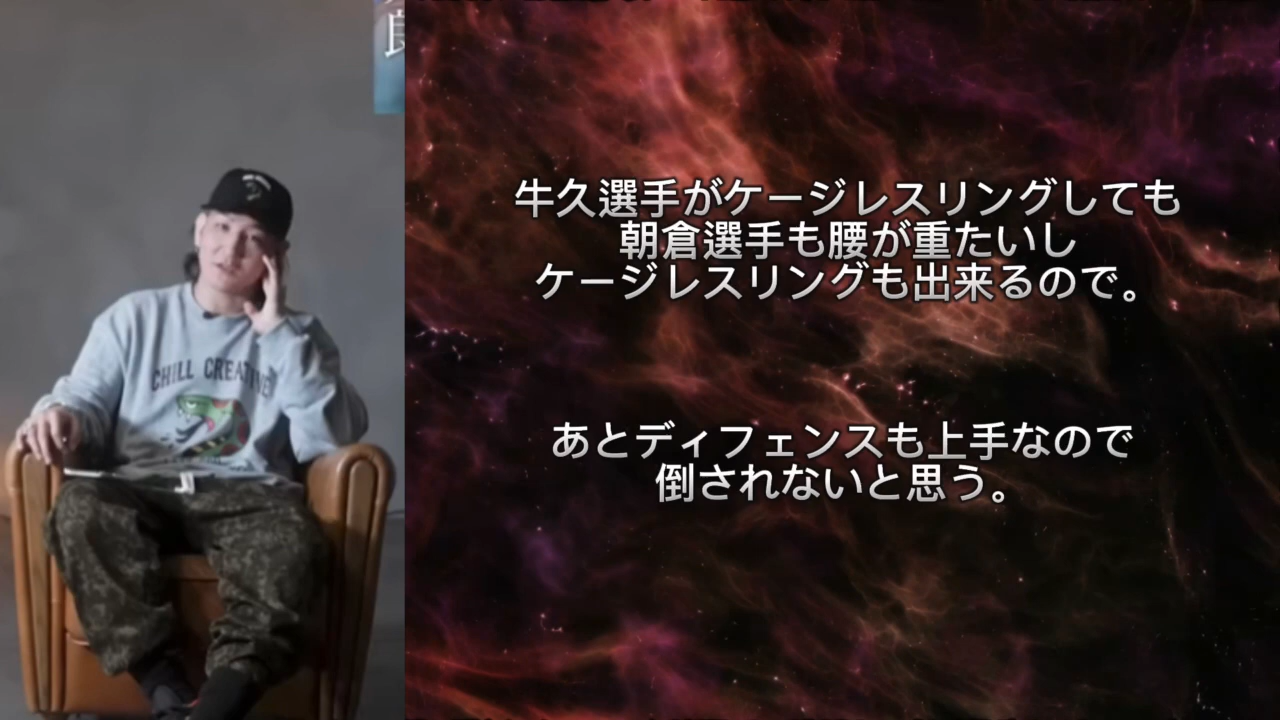 牛久選手がケージレスリングしても
朝倉選手も腰が重たいし
ケージレスリングも出来るので。
あとディフェンスも上手なので
倒されないと思う。
CHILL CREATIVE